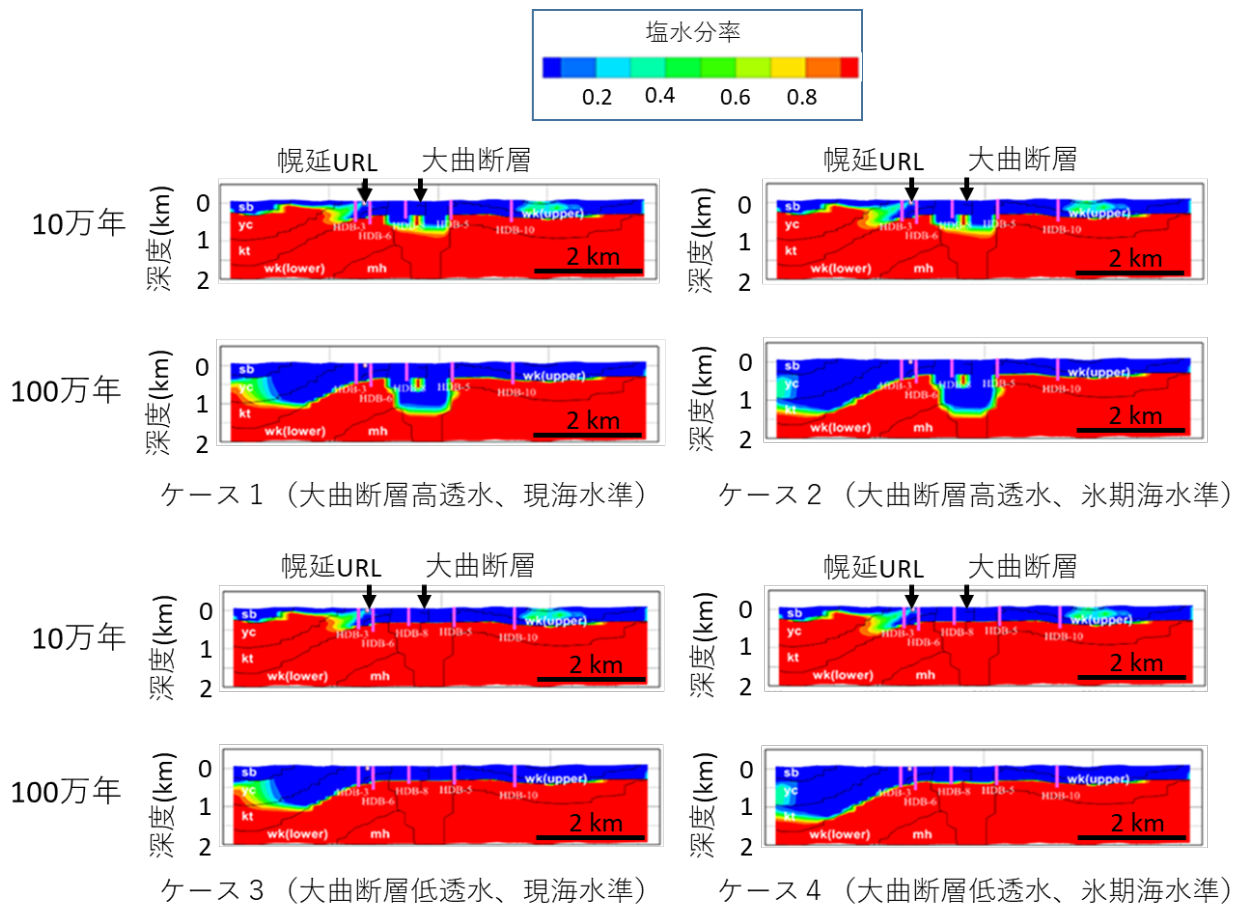 塩水分率
0.2 0.4 0.6 0.8
幌延URL 大曲断層
幌延URL 大曲断層
10万年
深度(km)
0
1
2
sb
yc
kt
wk(lower)
mh
wk(upper)
HDB-3
HDB-6
HDB-5
HDB-10
2 km
深度(km)
0
1
2
sb
yc
kt
wk(lower)
mh
wk(upper)
HDB-3
HDB-6
HDB-5
HDB-10
2 km
100万年
深度(km)
0
1
2
sb
yc
kt
wk(lower)
mh
wk(upper)
HDB-3
HDB-6
HDB-8
HDB-5
HDB-10
2 km
深度(km)
0
1
2
sb
yc
kt
wk(lower)
mh
wk(upper)
HDB-3
HDB-6
HDB-8
HDB-5
HDB-10
2 km
ケース１（大曲断層高透水、現海水準）
ケース２（大曲断層高透水、氷期海水準）
幌延URL 大曲断層
幌延URL 大曲断層
10万年
深度(km)
0
1
2
sb
yc
kt
wk(lower)
mh
wk(upper)
HDB-3
HDB-6
HDB-8
HDB-5
HDB-10
2 km
深度(km)
0
1
2
sb
yc
kt
wk(lower)
mh
wk(upper)
HDB-3
HDB-6
HDB-8
HDB-5
HDB-10
2 km
100万年
深度(km)
0
1
2
sb
yc
kt
wk(lower)
mh
wk(upper)
HDB-3
HDB-6
HDB-8
HDB-5
HDB-10
2 km
深度(km)
0
1
2
sb
yc
kt
wk(lower)
mh
wk(upper)
HDB-3
HDB-6
HDB-8
HDB-5
HDB-10
2 km
ケース３（大曲断層低透水、現海水準）
ケース４（大曲断層低透水、氷期海水準）